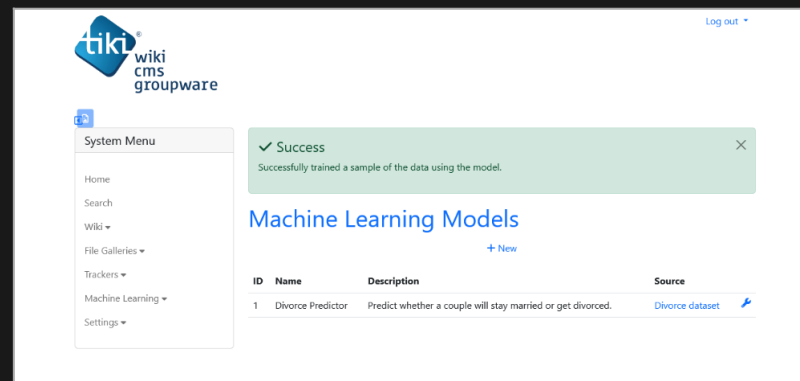 Log out
tiki®
wiki
cms
groupware
System Menu
Home
Search
Wiki
File Galleries
Trackers
Machine Learning
Settings
Success
Successfully trained a sample of the data using the model.
Machine Learning Models
+ New
ID Name Description Source
1 Divorce Predictor Predict whether a couple will stay married or get divorced. Divorce dataset